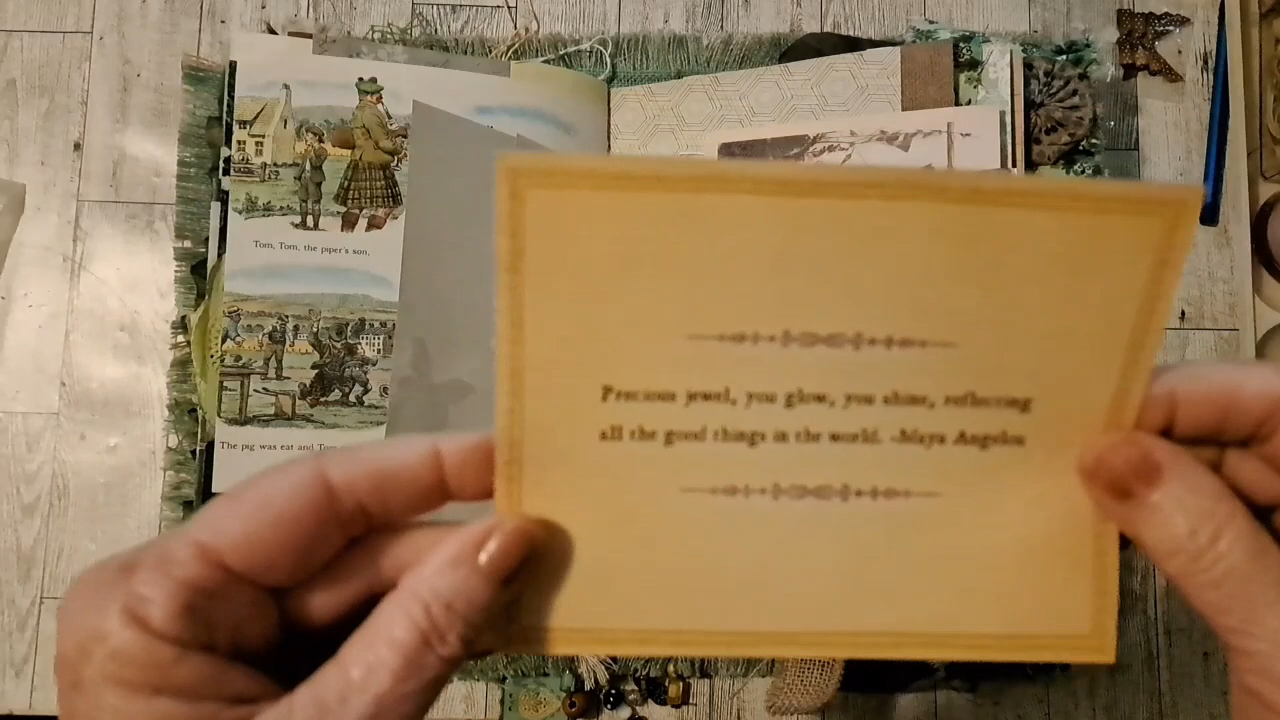 Tom, Tom, the piper's son,
The pig was eat and Tom
Precious jewel, you glow, you shine, reflecting
all the good things in the world. -Maya Angelou